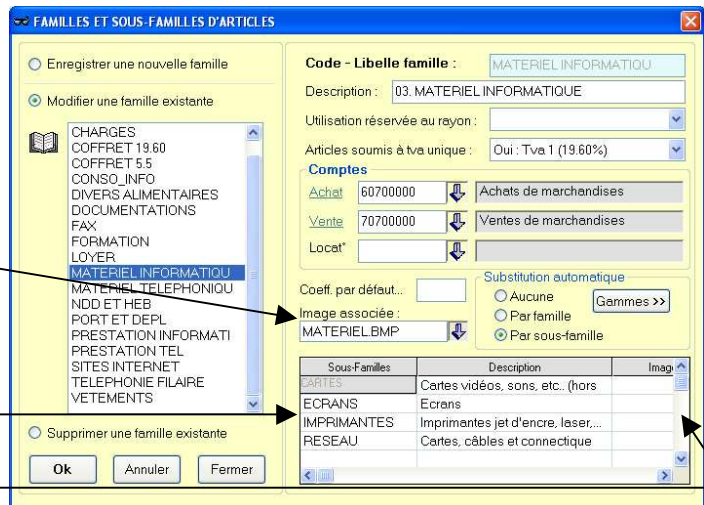 FAMILLES ET SOUS-FAMILLES D'ARTICLES
Enregistrer une nouvelle famille
Modifier une famille existante
CHARGES
COFFRET 19.60
COFFRET 5.5
CONSO_INFO
DIVERS ALIMENTAIRES
DOCUMENTATIONS
FAX
FORMATION
LOYER
MATERIEL INFORMATIQU
MATERIEL TELEPHONIQU
NDD ET HEB
PORT ET DEPL
PRESTATION INFORMATI
PRESTATION TEL
SITES INTERNET
TELEPHONIE FILAIRE
VETEMENTS
Supprimer une famille existante
Ok Annuler Fermer
Code - Libelle famille : MATERIEL INFORMATIQU
Description : 03. MATERIEL INFORMATIQUE
Utilisation réservée au rayon :
Articles soumis à tva unique : Oui : Tva 1 (19.60%)
Comptes
Achat 60700000 Achats de marchandises
Vente 70700000 Ventes de marchandises
Locat°
Coeff. par défaut...
Image associée :
MATERIEL.BMP
Substitution automatique
Aucune
Par famille
Par sous-famille
Gammes >>
Sous-Familles Description Imag
CARTES Cartes vidéos, sons, etc.. (hors
ECRANS Ecrans
IMPRIMANTES Imprimantes jet d'encre, laser,...
RESEAU Cartes, câbles et connectique